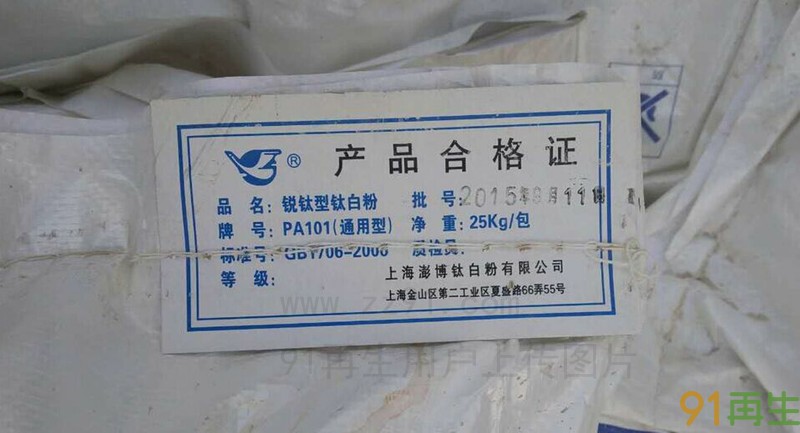 ® 产品合格证
品 名：锐钛型钛白粉 批 号：2015年9月11日
牌 号：PA101(通用型) 净 重：25Kg/包
标准号：GB1706-2006 质检员：
等 级：
上海澎博钛白粉有限公司
上海金山区第二工业区夏盛路66弄55号
www.zz91.com
91再生用户上传图片
91再生